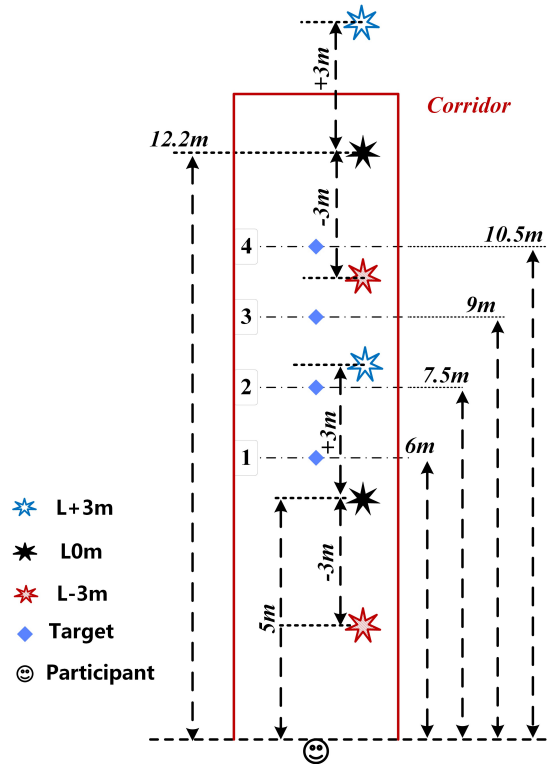 +3m
Corridor
12.2m
-3m
4
10.5m
3
9m
2
7.5m
+3m
1
6m
L+3m
L0m
-3m
L-3m
5m
Target
Participant